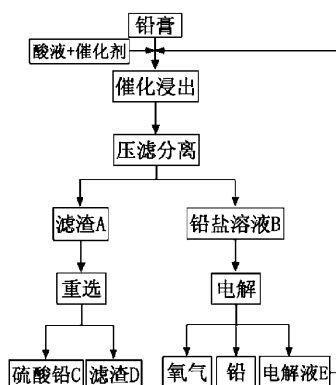 铅膏
酸液+催化剂
催化浸出
压滤分离
滤渣A
铅盐溶液B
重选
电解
硫酸铅C
滤渣D
氧气
铅
电解液E